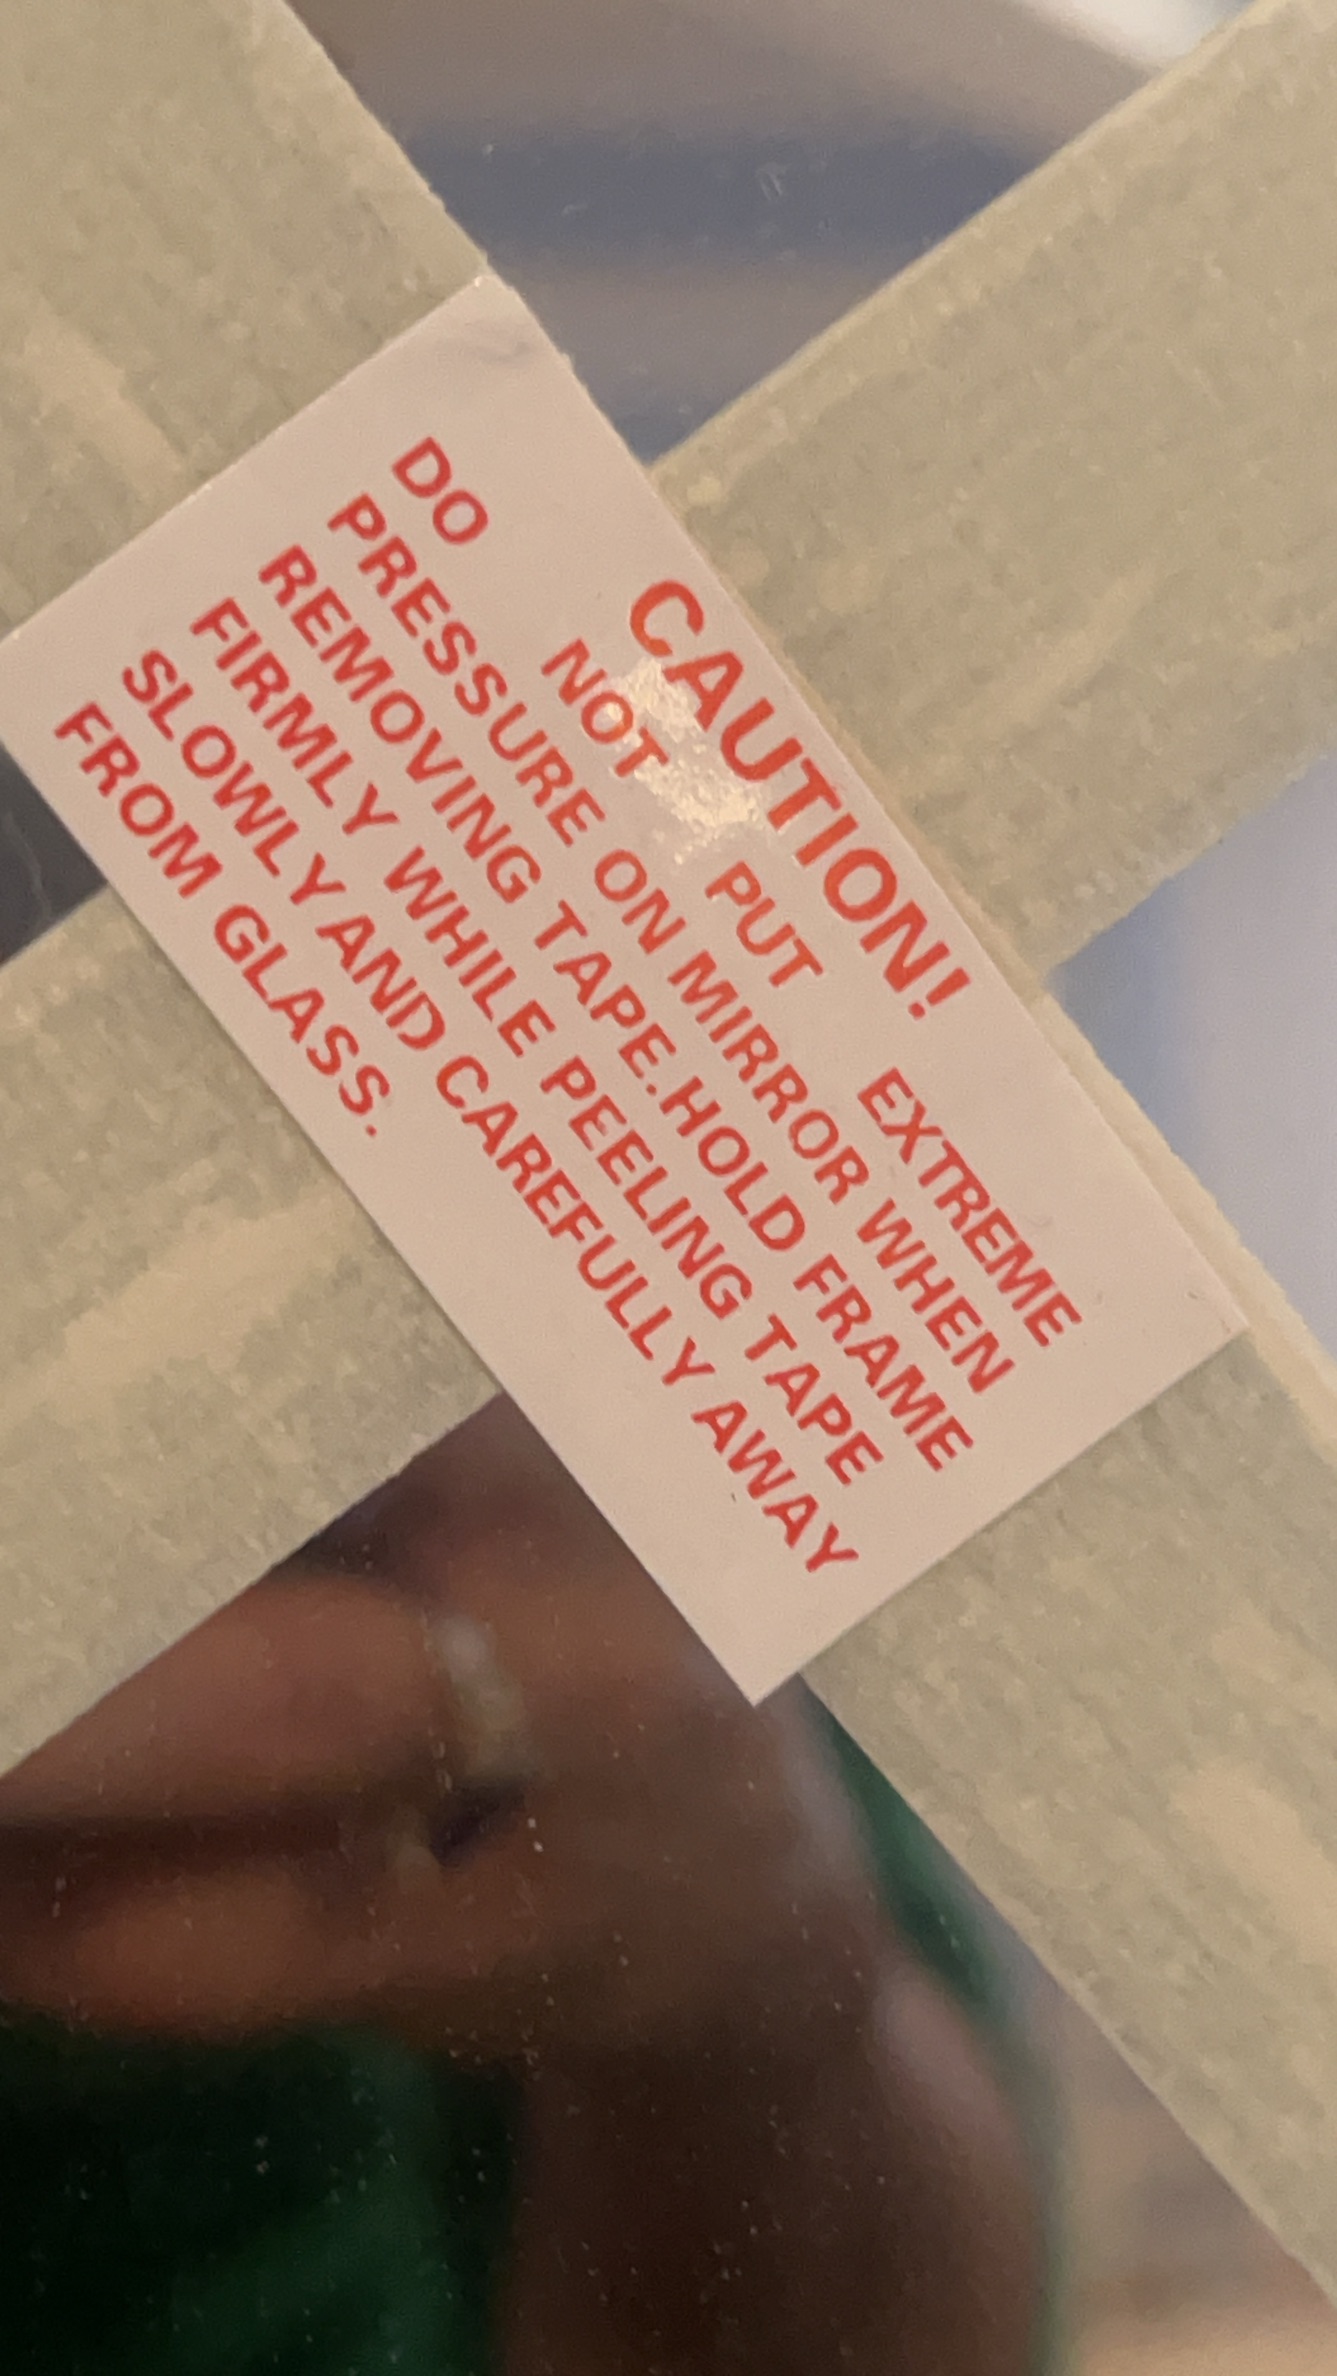 CAUTION!
DO NOT PUT EXTREME
PRESSURE ON MIRROR WHEN
REMOVING TAPE.HOLD FRAME
FIRMLY WHILE PEELING TAPE
SLOWLY AND CAREFULLY AWAY
FROM GLASS.